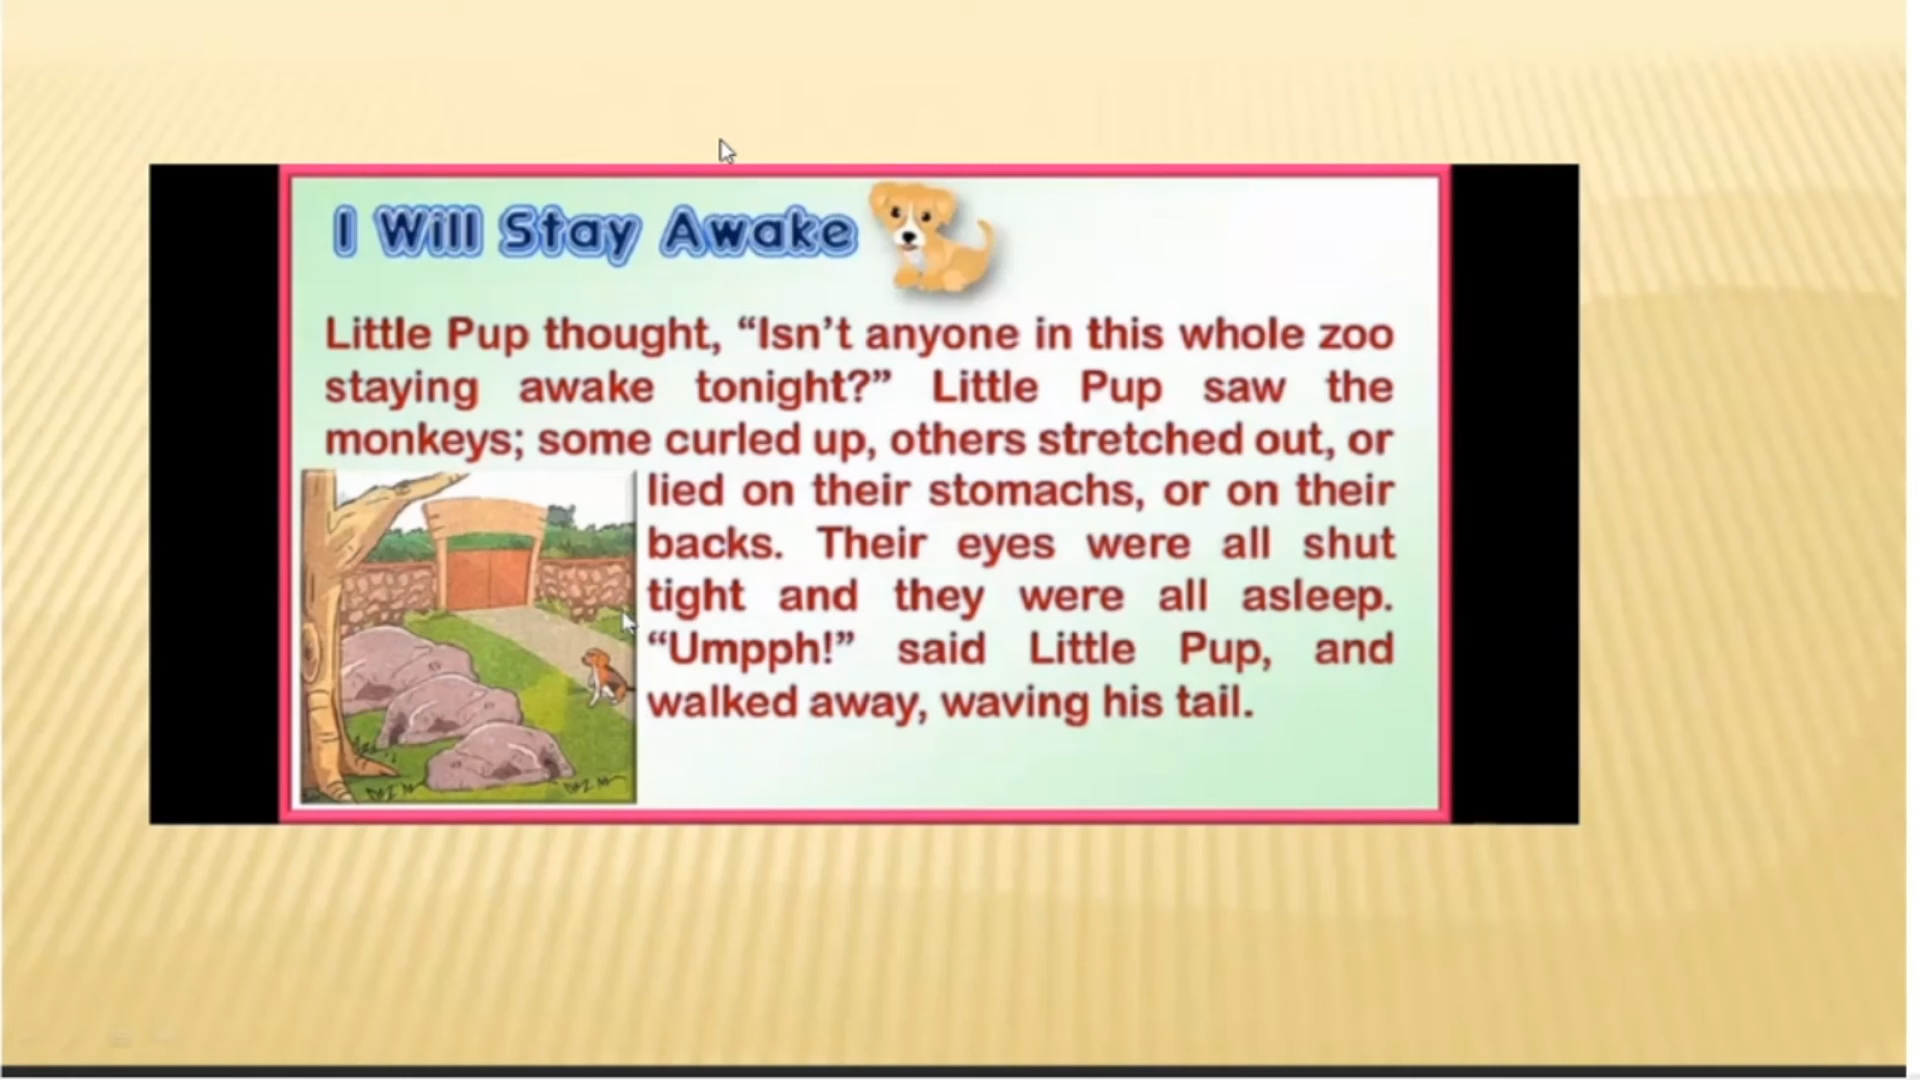 I Will Stay Awake
Little Pup thought, “Isn’t anyone in this whole zoo
staying awake tonight?” Little Pup saw the
monkeys; some curled up, others stretched out, or
lied on their stomachs, or on their
backs. Their eyes were all shut
tight and they were all asleep.
“Umpph!” said Little Pup, and
walked away, waving his tail.